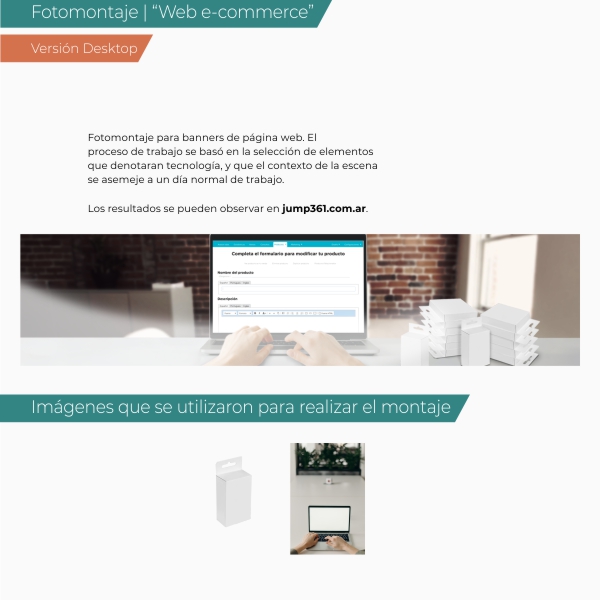 Fotomontaje | “Web e-commerce”
Versión Desktop
Fotomontaje para banners de página web. El
proceso de trabajo se basó en la selección de elementos
que denotaran tecnología, y que el contexto de la escena
se asemeje a un día normal de trabajo.
Los resultados se pueden observar en jump361.com.ar.
Completa el formulario para modificar tu producto
Nombre del producto
Descripción
Imágenes que se utilizaron para realizar el montaje